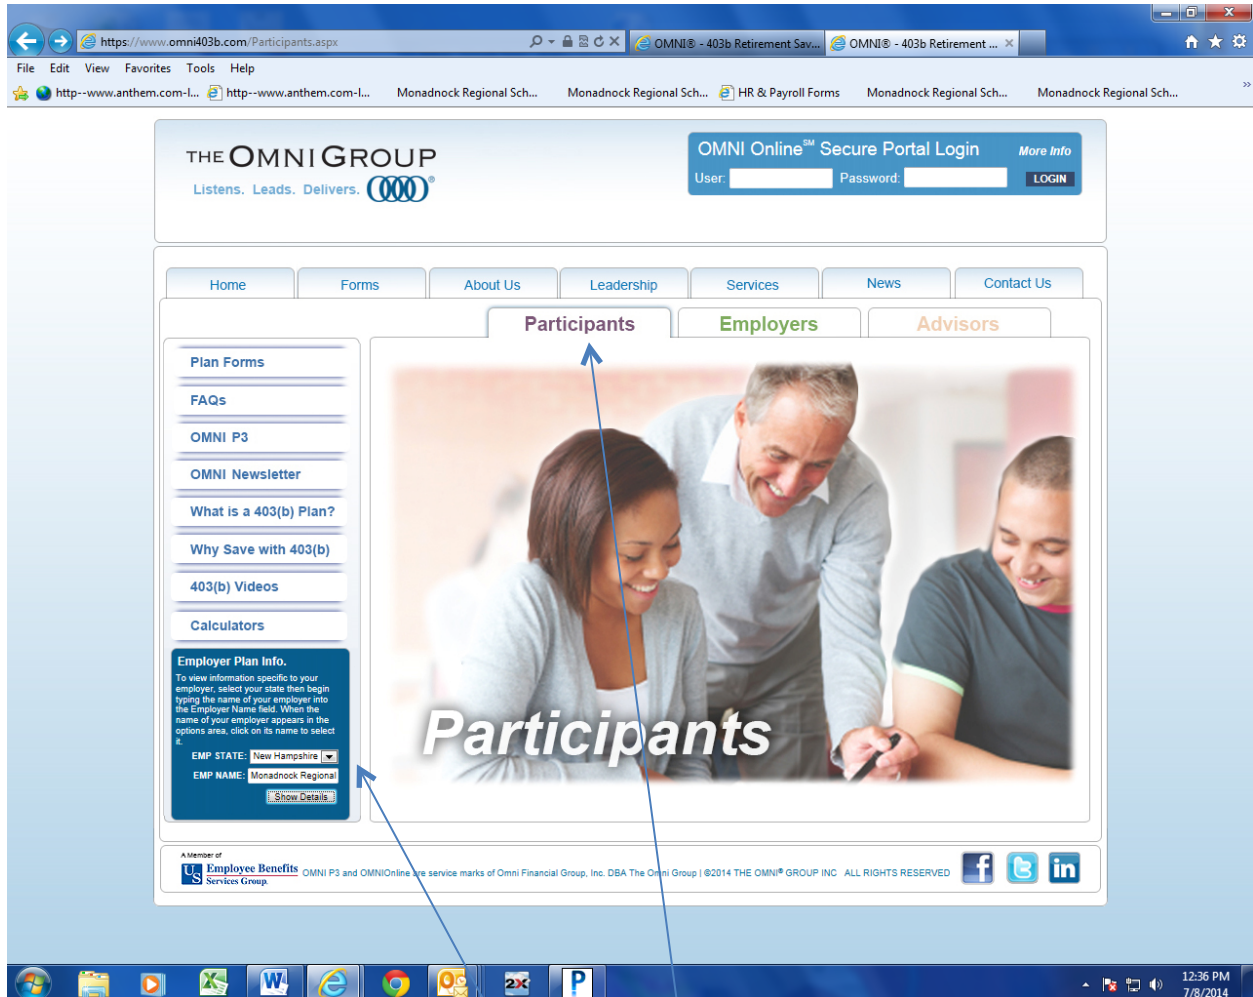 https://www.omni403b.com/Participants.aspx
OMNI® - 403b Retirement Sav...
OMNI® - 403b Retirement ...
File Edit View Favorites Tools Help
http--www.anthem.com-l... http--www.anthem.com-l... Monadnock Regional Sch... Monadnock Regional Sch... HR & Payroll Forms Monadnock Regional Sch... Monadnock Regional Sch...
THE OMNI GROUP
Listens. Leads. Delivers. ®
OMNI Online℠ Secure Portal Login More Info
User: Password: LOGIN
Home Forms About Us Leadership Services News Contact Us
Participants Employers Advisors
Plan Forms
FAQs
OMNI P3
OMNI Newsletter
What is a 403(b) Plan?
Why Save with 403(b)
403(b) Videos
Calculators
Employer Plan Info.
To view information specific to your
employer, select your state then begin
typing the name of your employer into
the Employer Name field. When the
name of your employer appears in the
options area, click on its name to select
it.
EMP STATE: New Hampshire
EMP NAME: Monadnock Regional
Show Details
Participants
A Member of
US Employee Benefits
Services Group
OMNI P3 and OMNIOnline are service marks of Omni Financial Group, Inc. DBA The Omni Group | ©2014 THE OMNI® GROUP INC ALL RIGHTS RESERVED
12:36 PM
7/8/2014